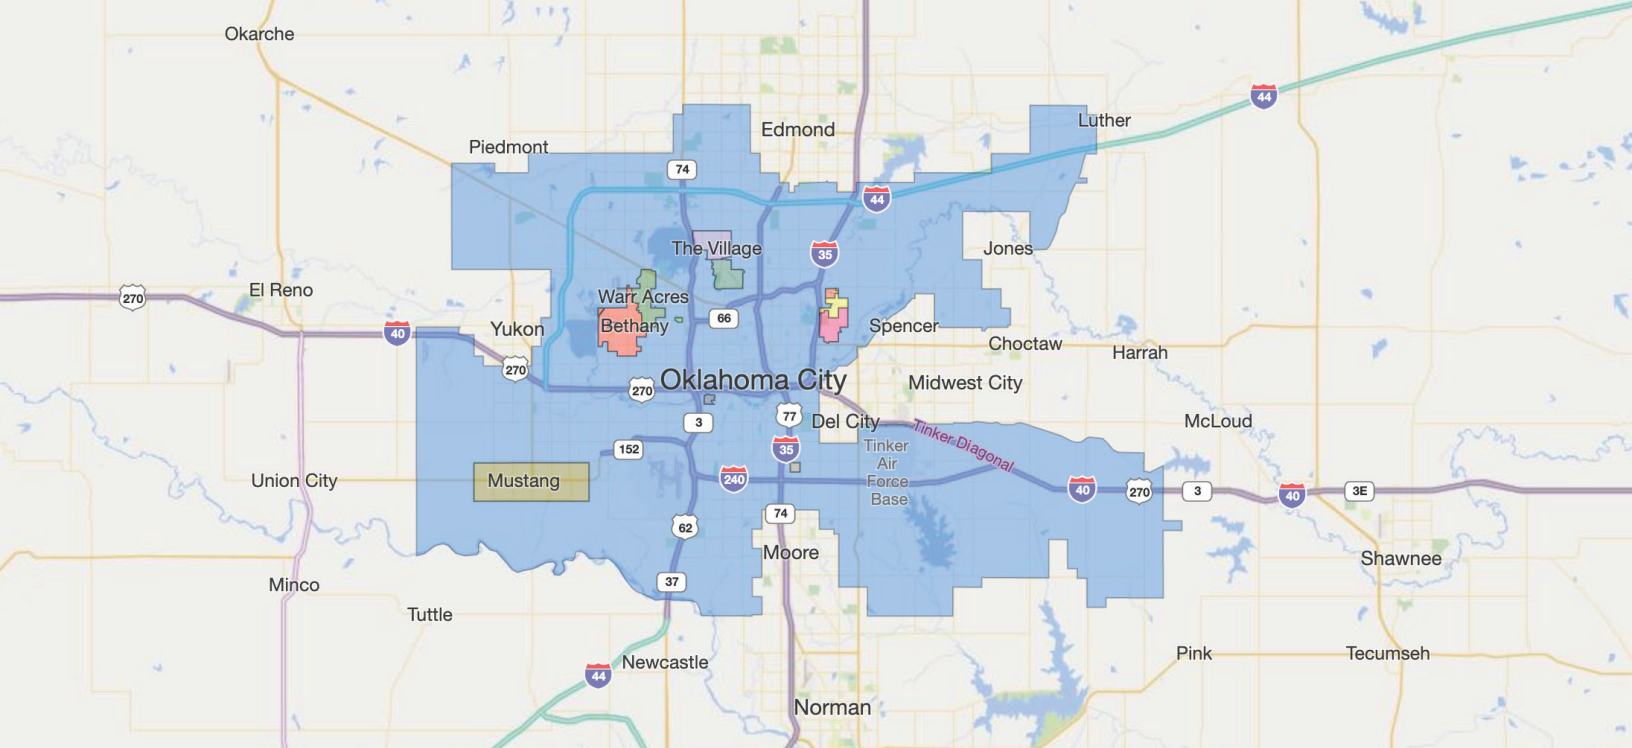 Okarche
44
Luther
Edmond
Piedmont
74
44
The Village
35
Jones
El Reno
270
Warr Acres
66
Bethany
Spencer
Yukon
40
Choctaw
Harrah
270
Oklahoma City
Midwest City
270
3
77
Del City
McLoud
Tinker Diagonal
152
35
Tinker
Air
Force
Base
Union City
Mustang
240
40
270
3
40
3E
74
62
Moore
Shawnee
37
Minco
Tuttle
Newcastle
44
Pink
Tecumseh
Norman